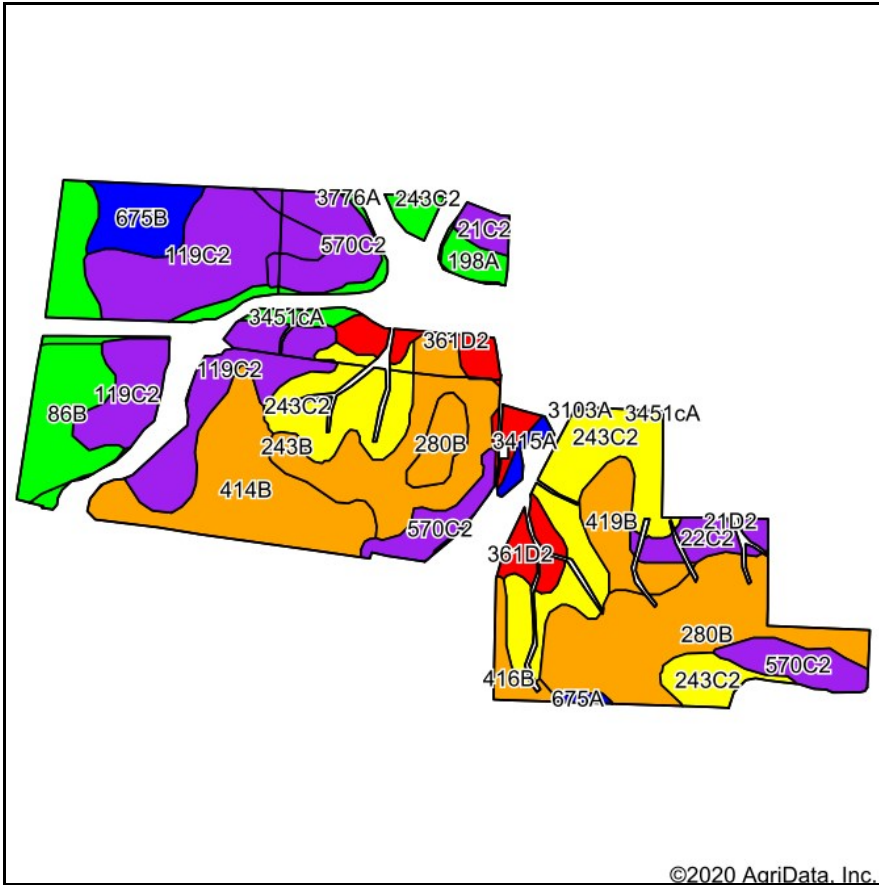 3776A
243C2
675B
21C2
570C2
119C2
198A
3451cA
361D2
119C2
119C2
243C2
3103A
3451cA
86B
243C2
243B
280B
3415A
414B
419B
21D2
570C2
22C2
361D2
280B
570C2
416B
243C2
675A
©2020 AgriData, Inc.